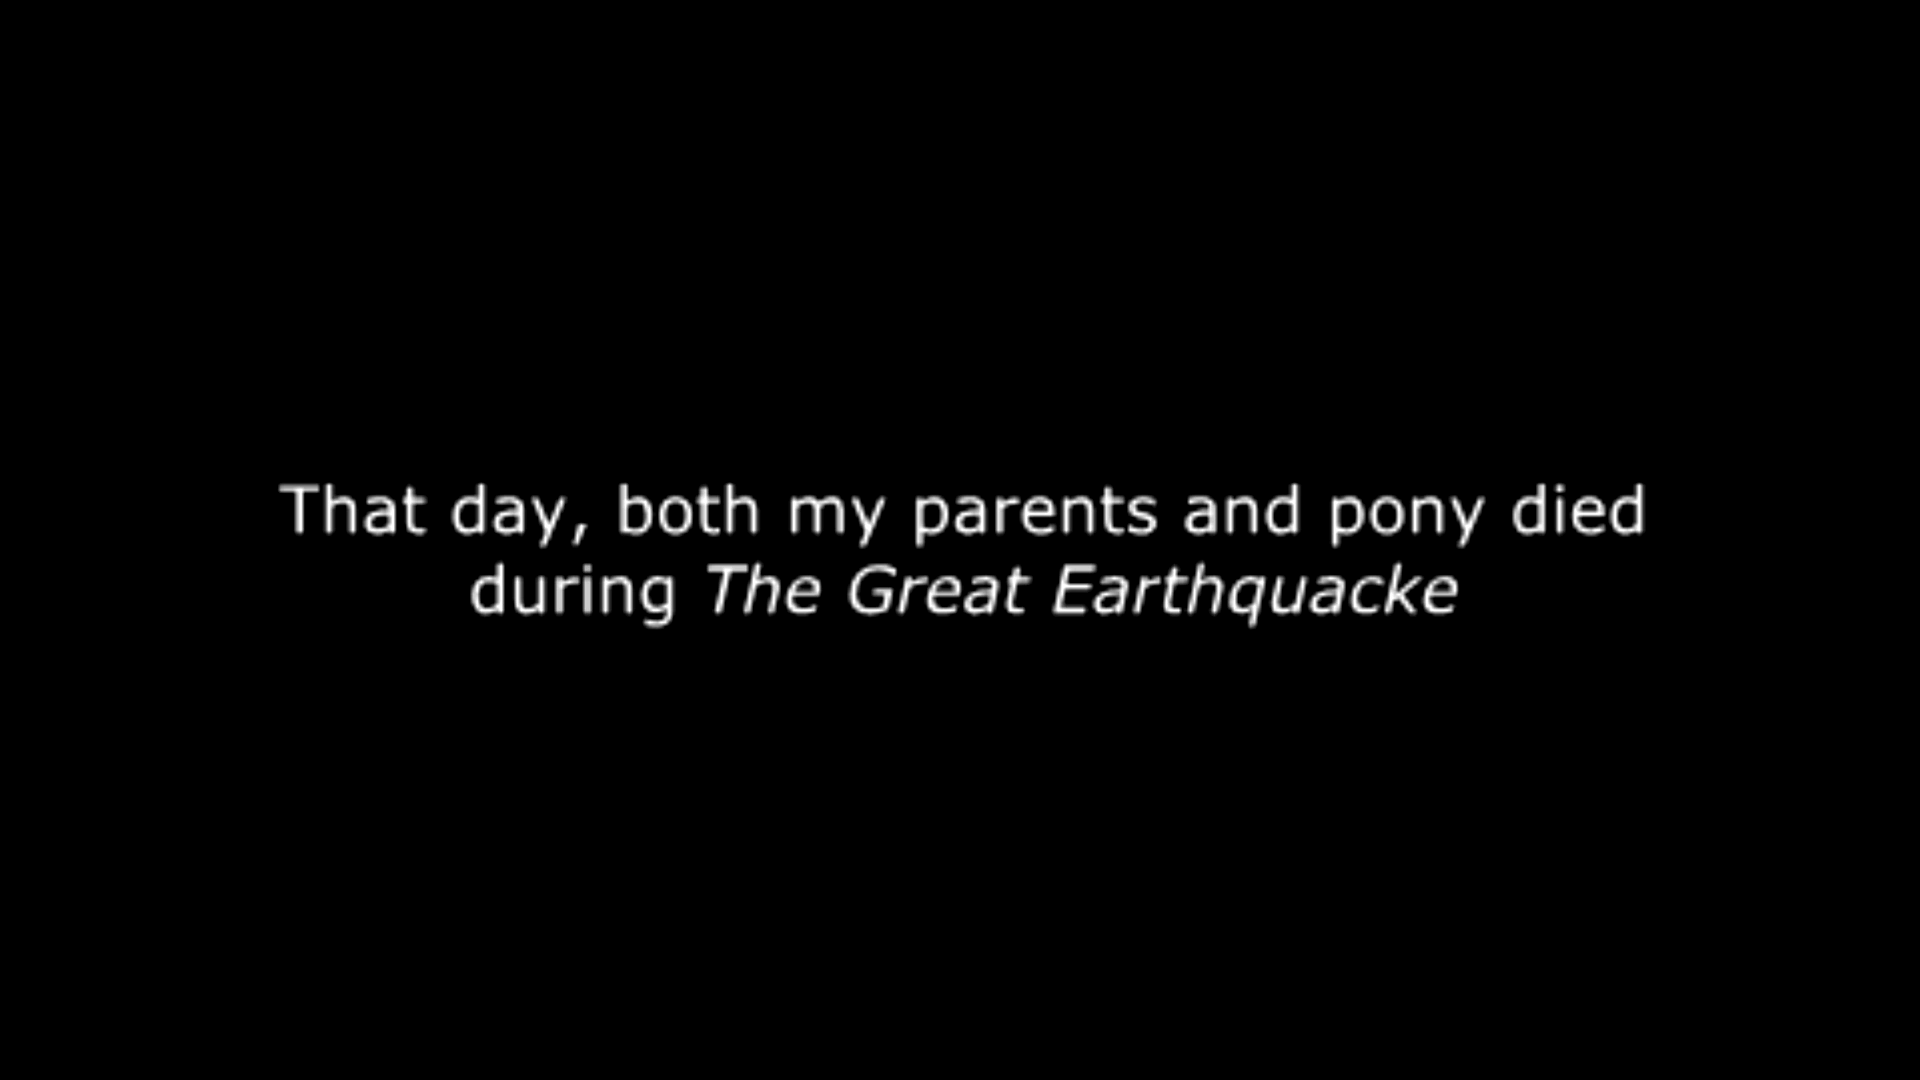 That day, both my parents and pony died
during The Great Earthquacke